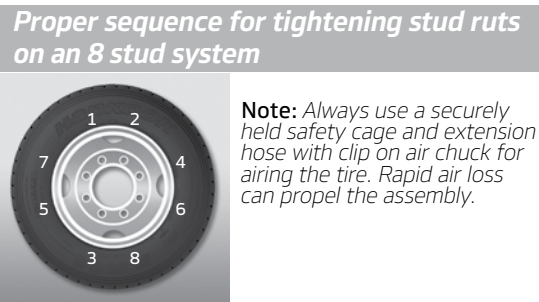 Proper sequence for tightening stud ruts
on an 8 stud system
1 2
7 4
5 6
3 8
Note: Always use a securely
held safety cage and extension
hose with clip on air chuck for
airing the tire. Rapid air loss
can propel the assembly.